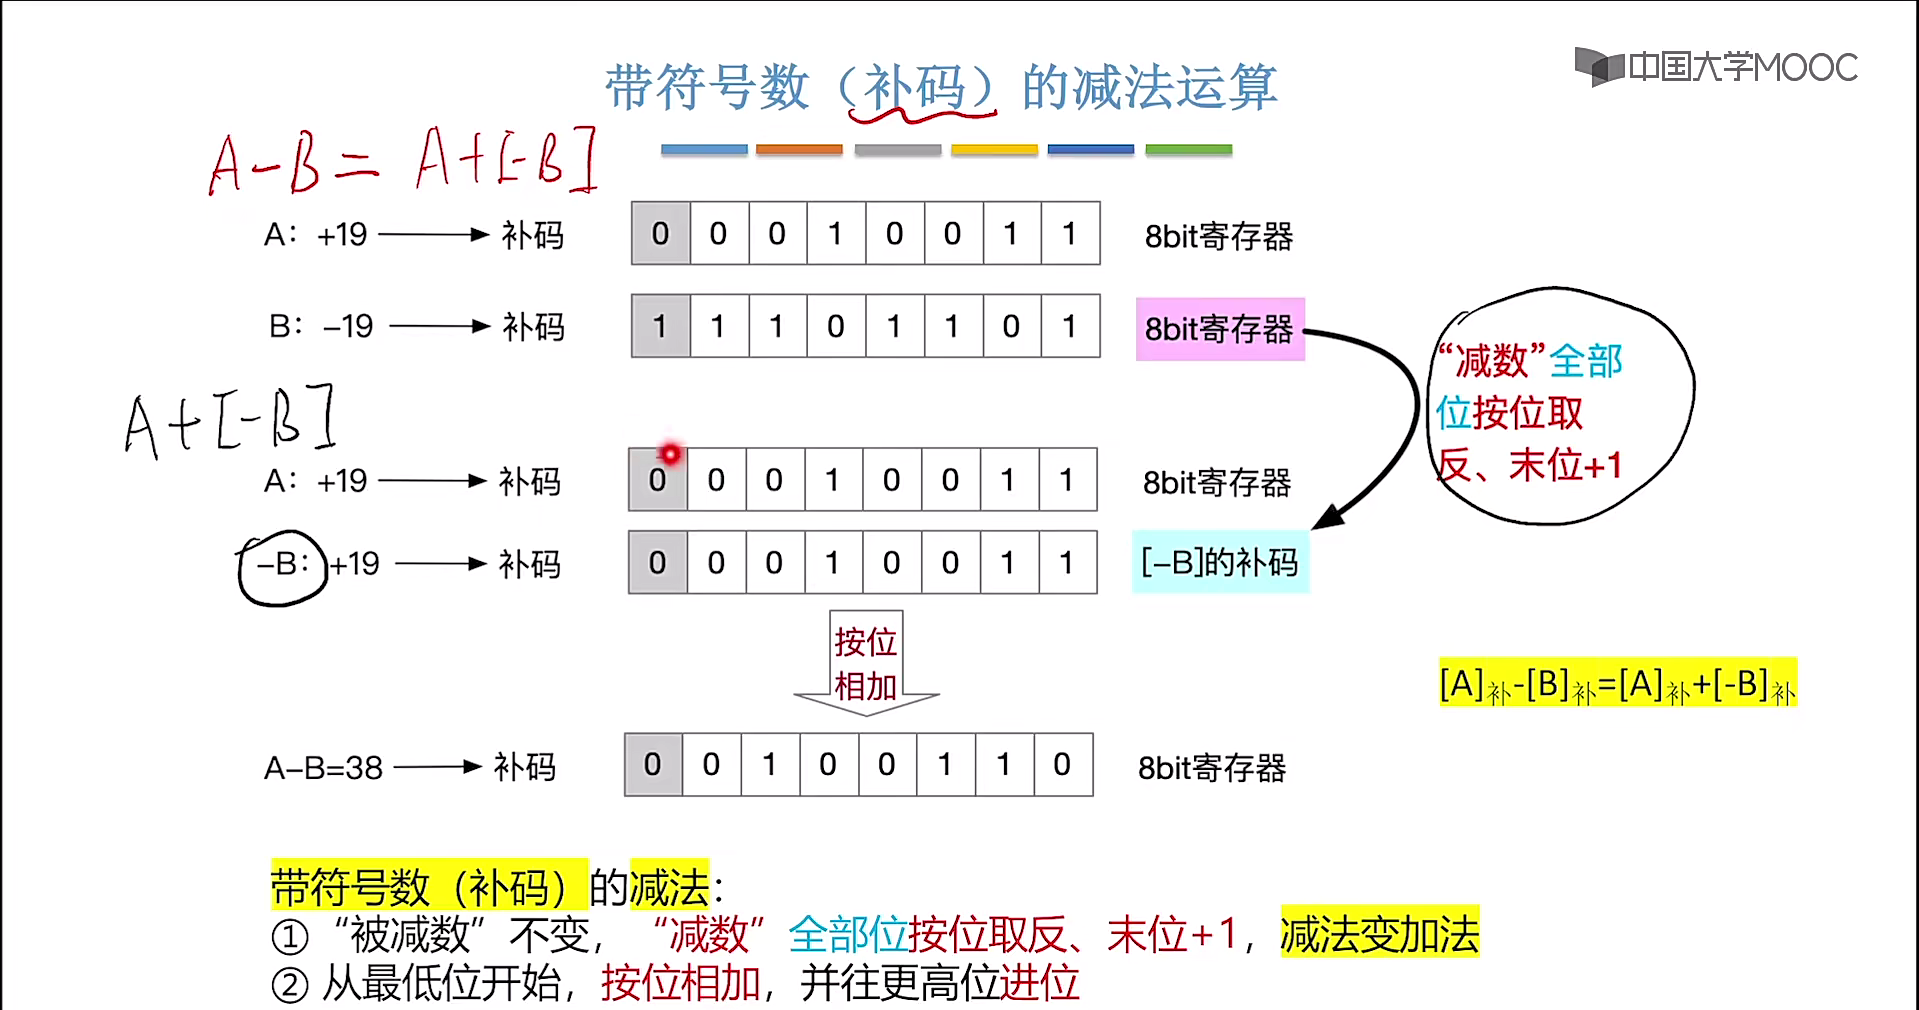 中国大学MOOC
带符号数（补码）的减法运算
A-B= A+[-B]
A：+19 补码 0 0 0 1 0 0 1 1 8bit寄存器
B：-19 补码 1 1 1 0 1 1 0 1 8bit寄存器
“减数”全部
位按位取
反、末位+1
A+[-B]
A：+19 补码 0 0 0 1 0 0 1 1 8bit寄存器
-B：+19 补码 0 0 0 1 0 0 1 1 [-B]的补码
按位
相加
[A]补-[B]补=[A]补+[-B]补
A-B=38 补码 0 0 1 0 0 1 1 0 8bit寄存器
带符号数（补码）的减法：
① “被减数”不变，“减数”全部位按位取反、末位+1，减法变加法
② 从最低位开始，按位相加，并往更高位进位